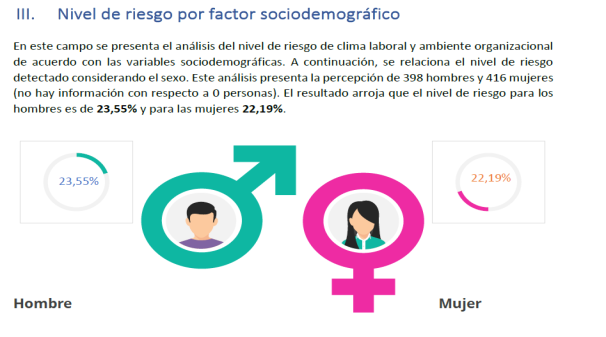 III. Nivel de riesgo por factor sociodemográfico
En este campo se presenta el análisis del nivel de riesgo de clima laboral y ambiente organizacional
de acuerdo con las variables sociodemográficas. A continuación, se relaciona el nivel de riesgo
detectado considerando el sexo. Este análisis presenta la percepción de 398 hombres y 416 mujeres
(no hay información con respecto a 0 personas). El resultado arroja que el nivel de riesgo para los
hombres es de 23,55% y para las mujeres 22,19%.
23,55%
22,19%
Hombre
Mujer